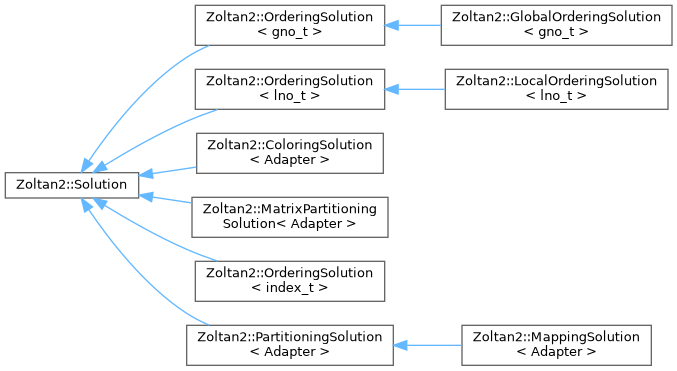 Zoltan2::OrderingSolution
< gno_t >
Zoltan2::GlobalOrderingSolution
< gno_t >
Zoltan2::OrderingSolution
< lno_t >
Zoltan2::LocalOrderingSolution
< lno_t >
Zoltan2::ColoringSolution
< Adapter >
Zoltan2::Solution
Zoltan2::MatrixPartitioning
Solution< Adapter >
Zoltan2::OrderingSolution
< index_t >
Zoltan2::PartitioningSolution
< Adapter >
Zoltan2::MappingSolution
< Adapter >